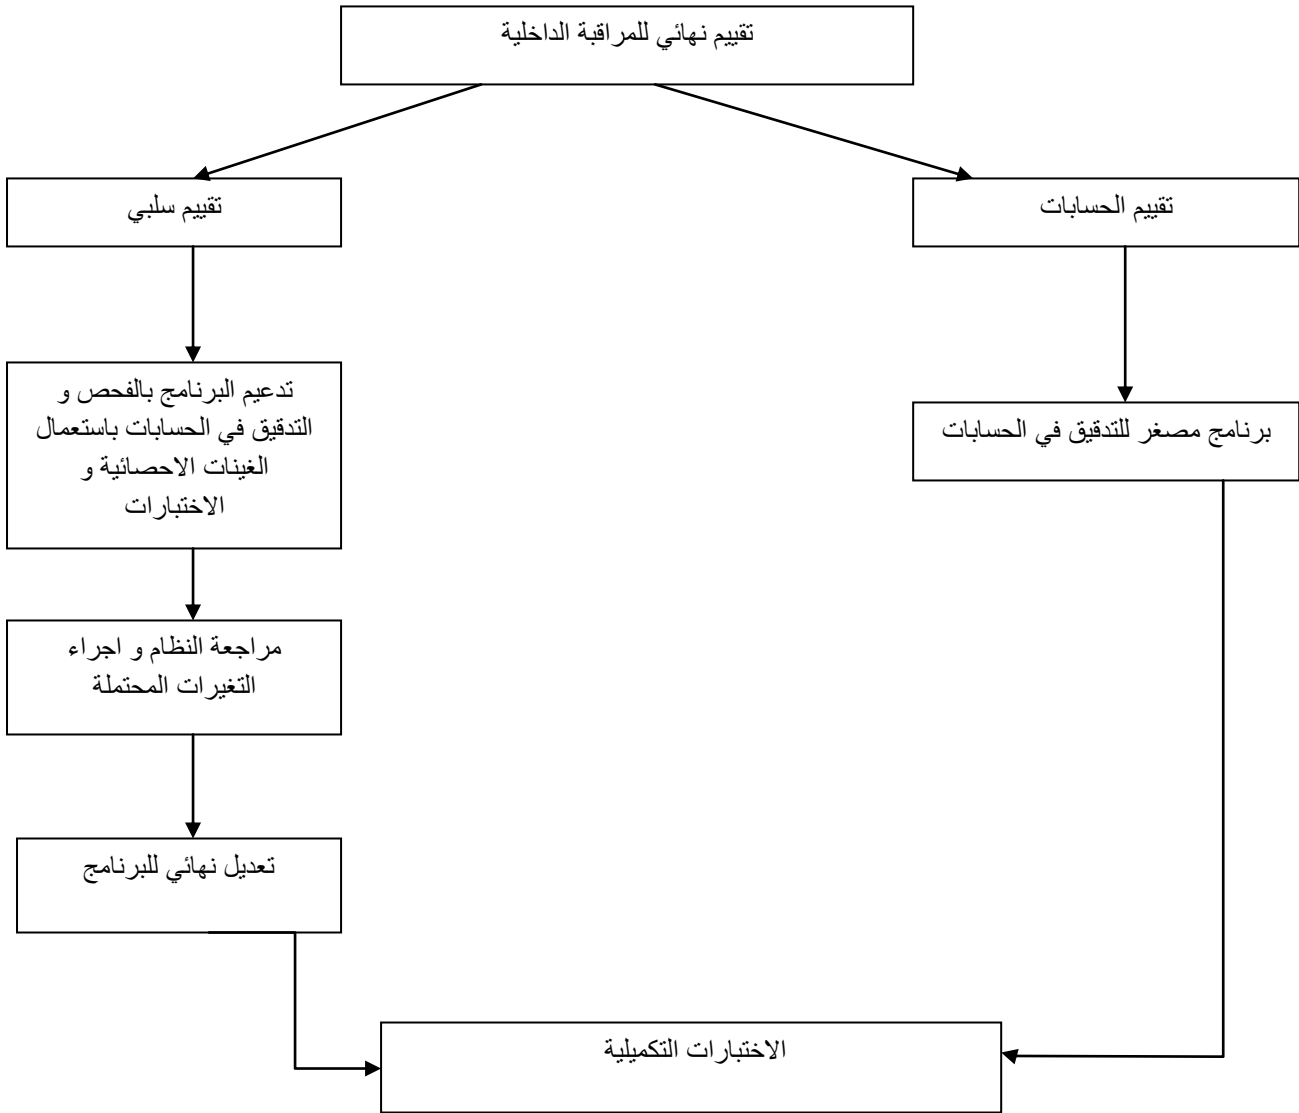 تقييم نهائي للمراقبة الداخلية
تقييم الحسابات
تقييم سلبي
برنامج مصغر للتدقيق في الحسابات
تدعيم البرنامج بالفحص و
التدقيق في الحسابات باستعمال
الغينات الاحصائية و
الاختبارات
مراجعة النظام و اجراء
التغيرات المحتملة
تعديل نهائي للبرنامج
الاختبارات التكميلية